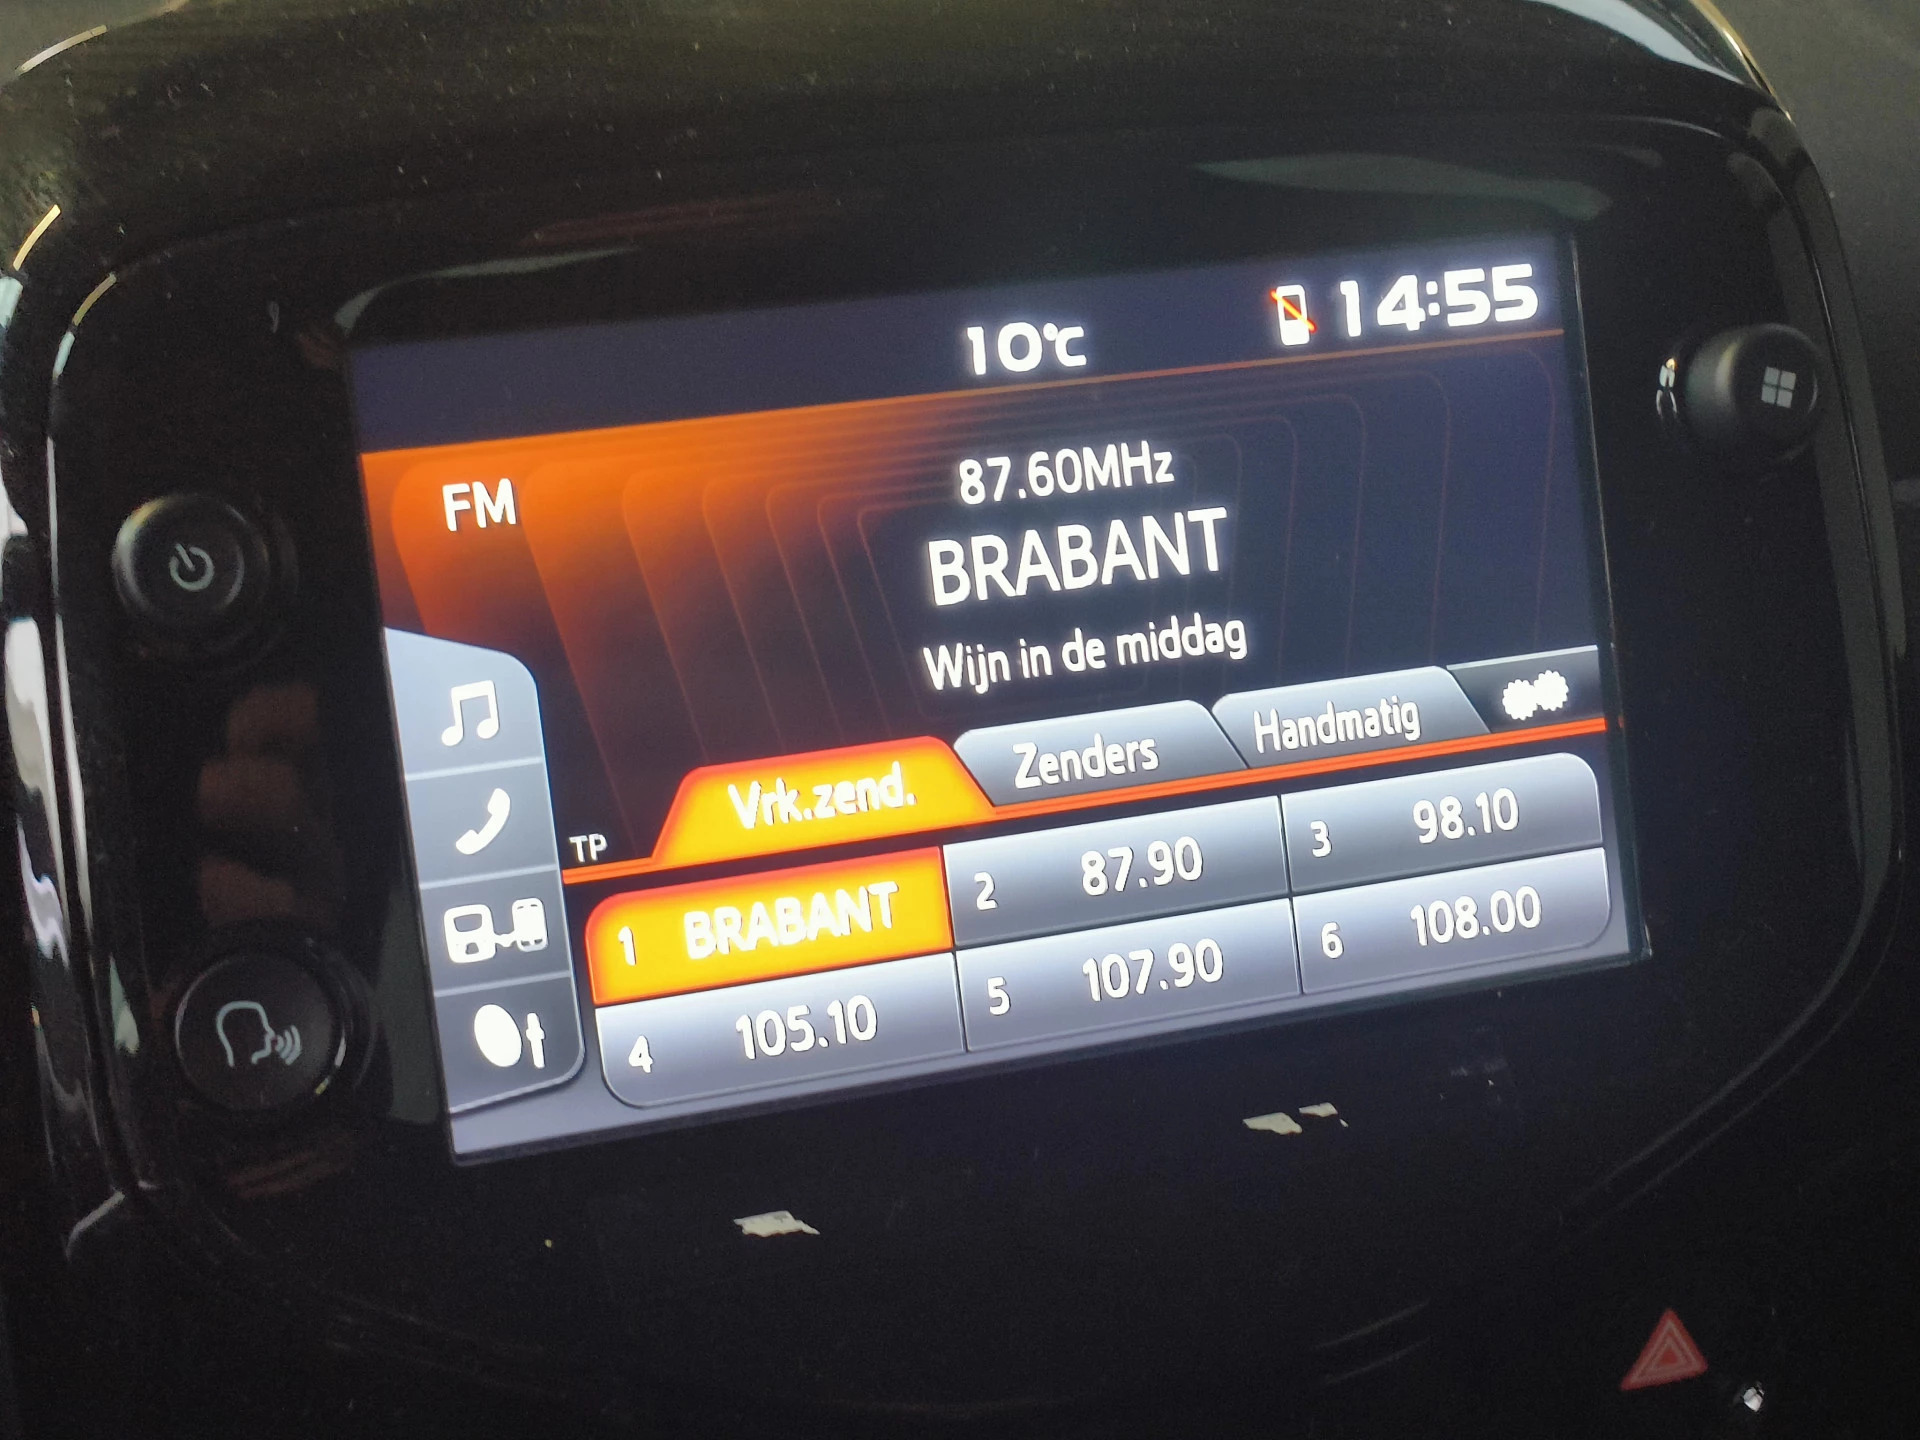 10°C
14:55
FM
87.60MHz
BRABANT
Wijn in de middag
TP
Vrk.zend.
Zenders
Handmatig
1 BRABANT
2 87.90
3 98.10
4 105.10
5 107.90
6 108.00